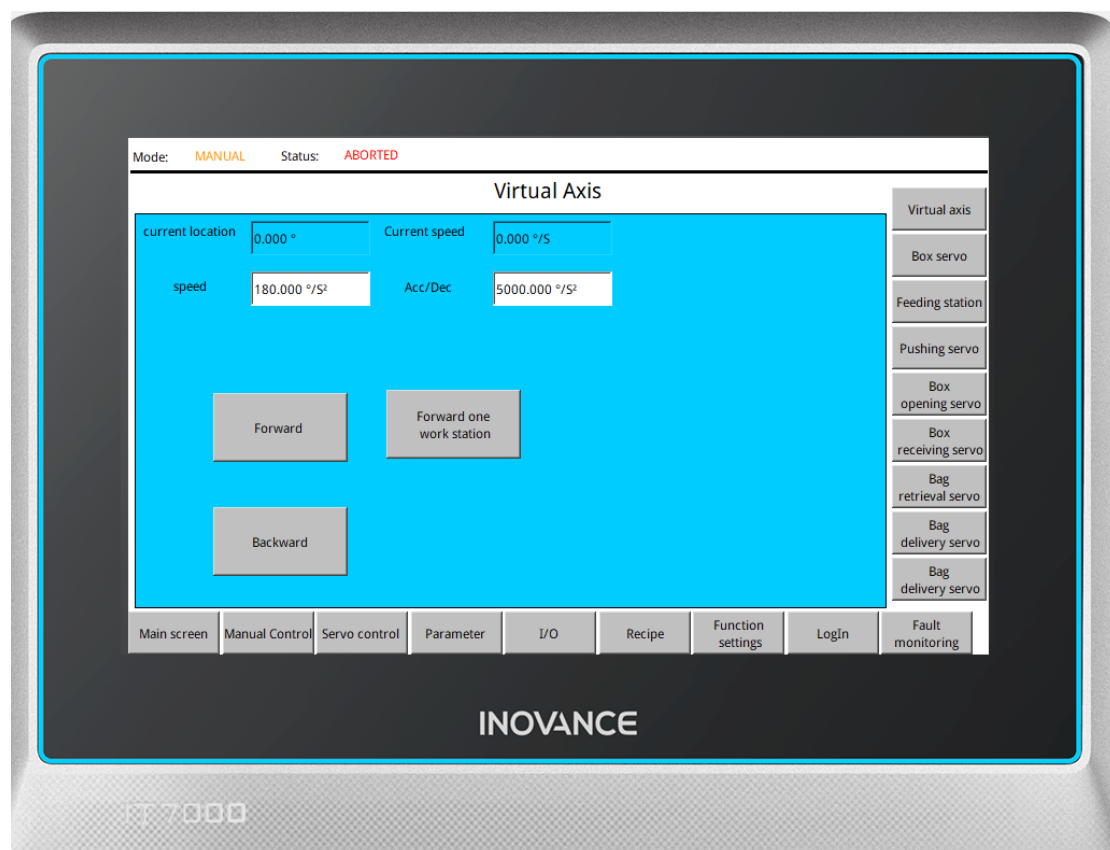 Mode: MANUAL Status: ABORTED
Virtual Axis
current location 0.000 ° Current speed 0.000 °/S
speed 180.000 °/S² Acc/Dec 5000.000 °/S²
Forward
Forward one
work station
Backward
Virtual axis
Box servo
Feeding station
Pushing servo
Box
opening servo
Box
receiving servo
Bag
retrieval servo
Bag
delivery servo
Bag
delivery servo
Main screen
Manual Control
Servo control
Parameter
I/O
Recipe
Function
settings
LogIn
Fault
monitoring
INOVANCE
IT 7000